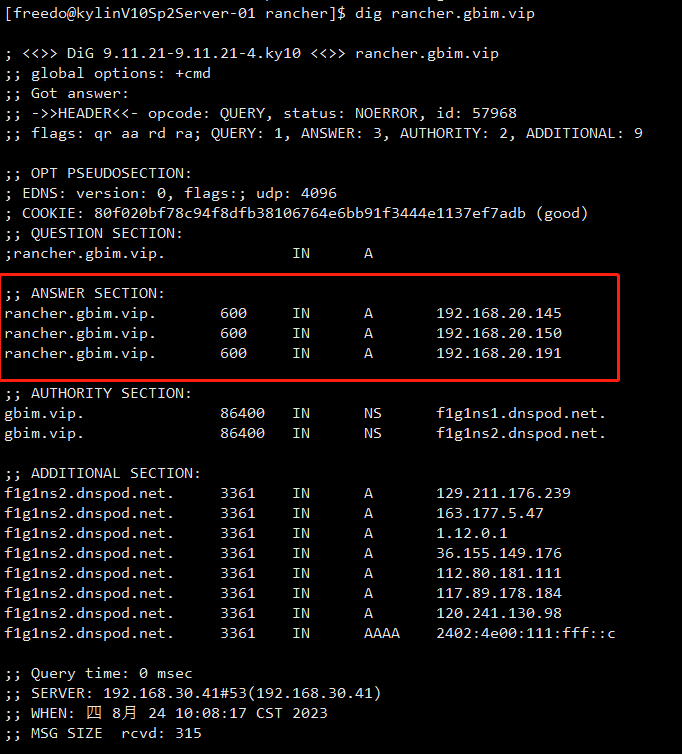 [freedo@kylinV10Sp2Server-01 rancher]$ dig rancher.gbim.vip

; <<>> DiG 9.11.21-9.11.21-4.ky10 <<>> rancher.gbim.vip
;; global options: +cmd
;; Got answer:
;; ->>HEADER<<- opcode: QUERY, status: NOERROR, id: 57968
;; flags: qr aa rd ra; QUERY: 1, ANSWER: 3, AUTHORITY: 2, ADDITIONAL: 9

;; OPT PSEUDOSECTION:
; EDNS: version: 0, flags:; udp: 4096
; COOKIE: 80f020bf78c94f8dfb38106764e6bb91f3444e1137ef7adb (good)
;; QUESTION SECTION:
;rancher.gbim.vip.              IN      A

;; ANSWER SECTION:
rancher.gbim.vip.       600     IN      A       192.168.20.145
rancher.gbim.vip.       600     IN      A       192.168.20.150
rancher.gbim.vip.       600     IN      A       192.168.20.191

;; AUTHORITY SECTION:
gbim.vip.               86400   IN      NS      f1g1ns1.dnspod.net.
gbim.vip.               86400   IN      NS      f1g1ns2.dnspod.net.

;; ADDITIONAL SECTION:
f1g1ns2.dnspod.net.     3361    IN      A       129.211.176.239
f1g1ns2.dnspod.net.     3361    IN      A       163.177.5.47
f1g1ns2.dnspod.net.     3361    IN      A       1.12.0.1
f1g1ns2.dnspod.net.     3361    IN      A       36.155.149.176
f1g1ns2.dnspod.net.     3361    IN      A       112.80.181.111
f1g1ns2.dnspod.net.     3361    IN      A       117.89.178.184
f1g1ns2.dnspod.net.     3361    IN      A       120.241.130.98
f1g1ns2.dnspod.net.     3361    IN      AAAA    2402:4e00:111:fff::c

;; Query time: 0 msec
;; SERVER: 192.168.30.41#53(192.168.30.41)
;; WHEN: 四 8月 24 10:08:17 CST 2023
;; MSG SIZE  rcvd: 315